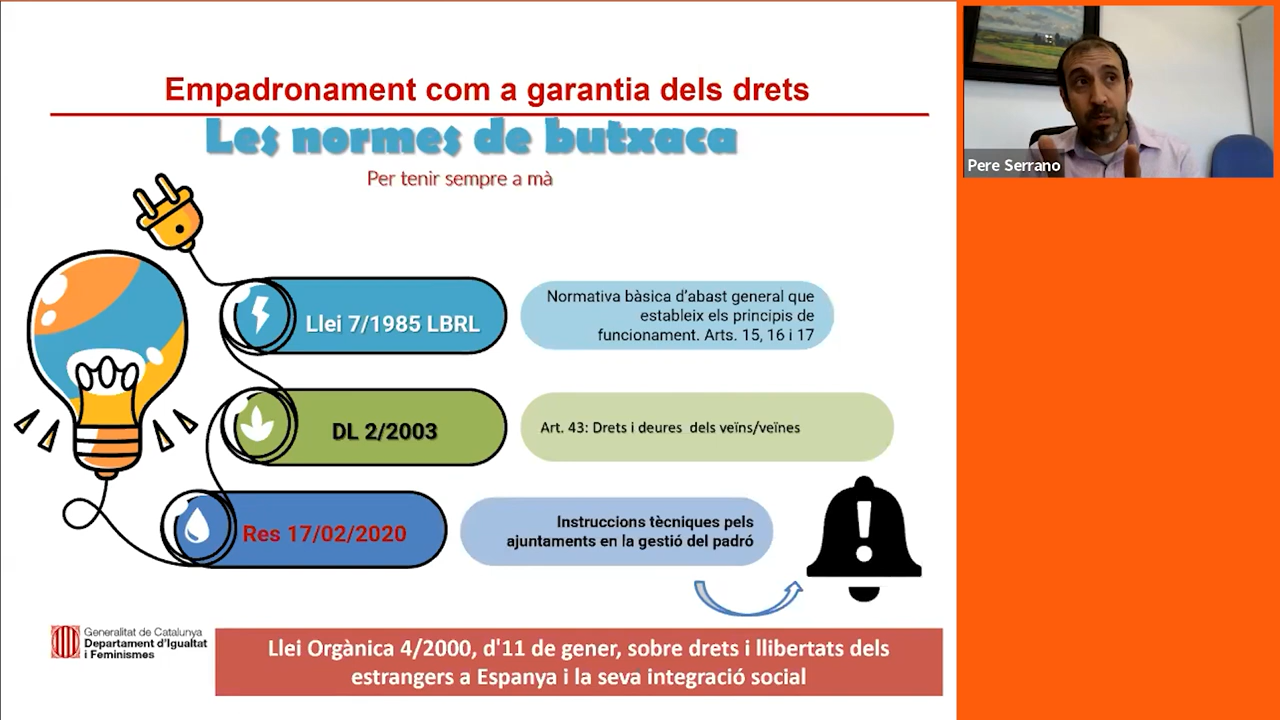 Empadronament com a garantia dels drets
Les normes de butxaca
Per tenir sempre a mà
Llei 7/1985 LBRL
Normativa bàsica d'abast general que
estableix els principis de
funcionament. Arts. 15, 16 i 17
DL 2/2003
Art. 43: Drets i deures dels veïns/veïnes
Res 17/02/2020
Instruccions tècniques pels
ajuntaments en la gestió del padró
Generalitat de Catalunya
Departament d'Igualtat
i Feminismes
Llei Orgànica 4/2000, d'11 de gener, sobre drets i llibertats dels
estrangers a Espanya i la seva integració social
Pere Serrano